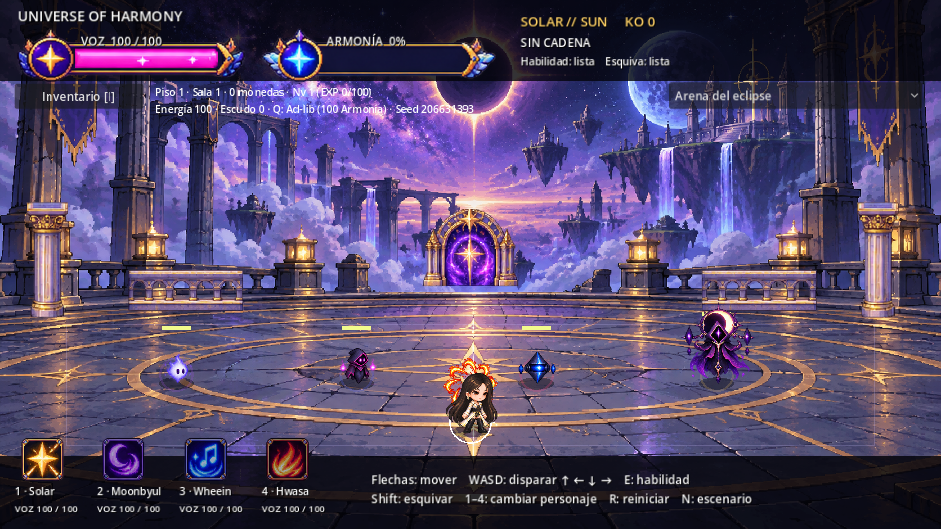 UNIVERSE OF HARMONY
VOZ 100 / 100
ARMONÍA 0%
SOLAR // SUN KO 0
SIN CADENA
Habilidad: lista Esquiva: lista
Inventario [I]
Piso 1 · Sala 1 · 0 monedas · Nv 1 (EXP 0/100)
Energía 100 · Escudo 0 · Q: Ad-lib (100 Armonía) · Seed 206631393
Arena del eclipse
1 · Solar
VOZ 100 / 100
2 · Moonbyul
VOZ 100 / 100
3 · Wheein
VOZ 100 / 100
4 · Hwasa
VOZ 100 / 100
Flechas: mover WASD: disparar ↑ ← ↓ → E: habilidad
Shift: esquivar 1–4: cambiar personaje R: reiniciar N: escenario